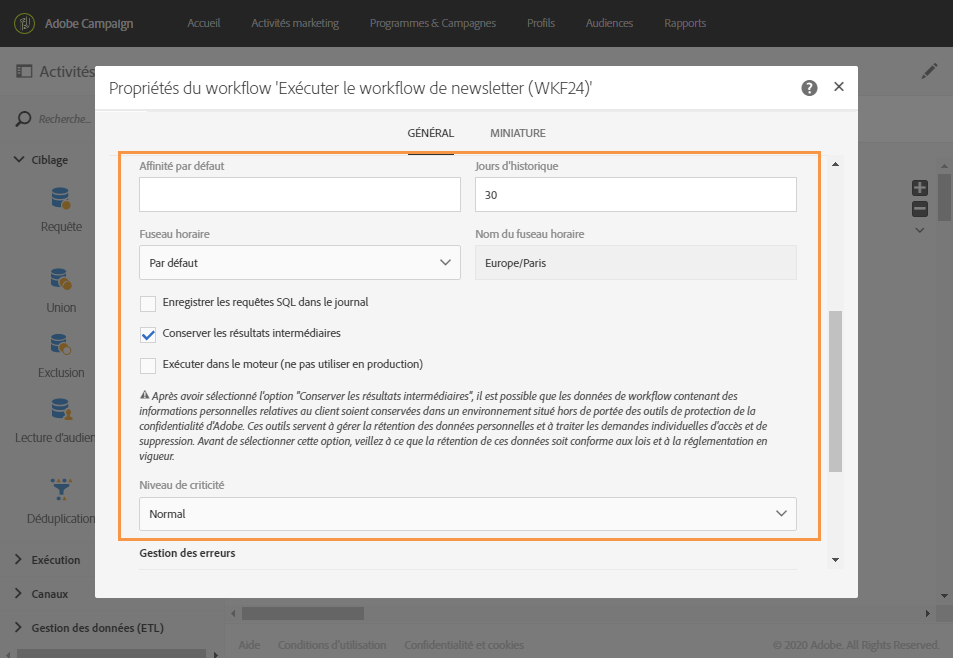 Adobe Campaign
Accueil
Activités marketing
Programmes & Campagnes
Profils
Audiences
Rapports
Activités
Propriétés du workflow 'Exécuter le workflow de newsletter (WKF24)'
Recherche...
GÉNÉRAL
MINIATURE
Ciblage
Affinité par défaut
Jours d'historique
30
Requête
Fuseau horaire
Nom du fuseau horaire
Par défaut
Europe/Paris
Union
Enregistrer les requêtes SQL dans le journal
Conserver les résultats intermédiaires
Exclusion
Exécuter dans le moteur (ne pas utiliser en production)
Après avoir sélectionné l'option "Conserver les résultats intermédiaires", il est possible que les données de workflow contenant des
informations personnelles relatives au client soient conservées dans un environnement situé hors de portée des outils de protection de la
confidentialité d'Adobe. Ces outils servent à gérer la rétention des données personnelles et à traiter les demandes individuelles d'accès et de
suppression. Avant de sélectionner cette option, veillez à ce que la rétention de ces données soit conforme aux lois et à la réglementation en
vigueur.
Lecture d'audien
Niveau de criticité
Normal
Déduplication
Gestion des erreurs
Exécution
Canaux
Gestion des données (ETL)
Aide
Conditions d'utilisation
Confidentialité et cookies
© 2020 Adobe. All Rights Reserved.